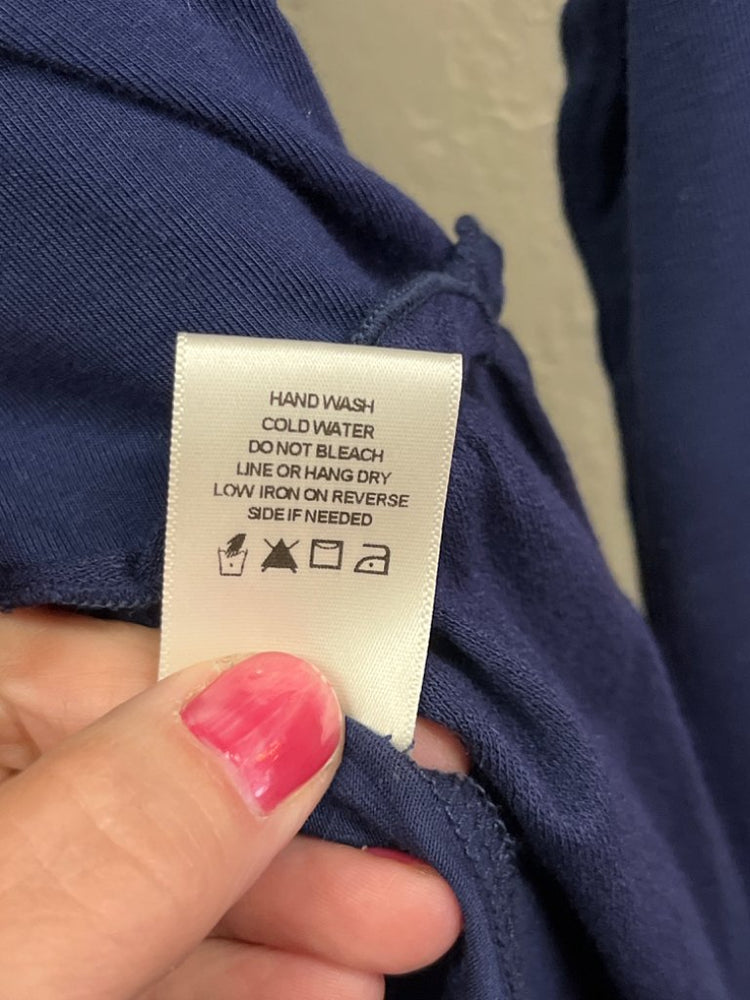 HAND WASH
COLD WATER
DO NOT BLEACH
LINE OR HANG DRY
LOW IRON ON REVERSE
SIDE IF NEEDED